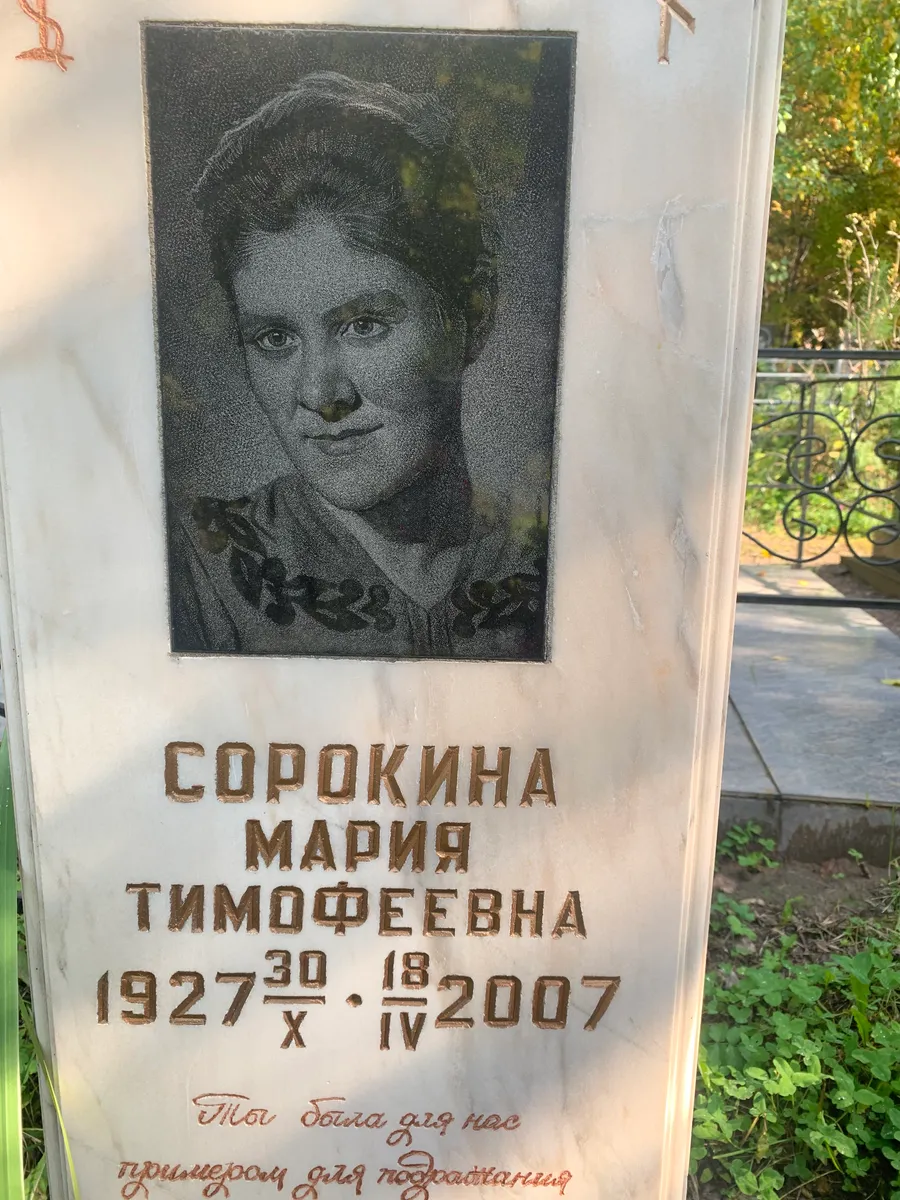 СОРОКИНА
МАРИЯ
ТИМОФЕЕВНА
1927 30/X · 18/IV 2007
Ты была для нас
примером для подражания